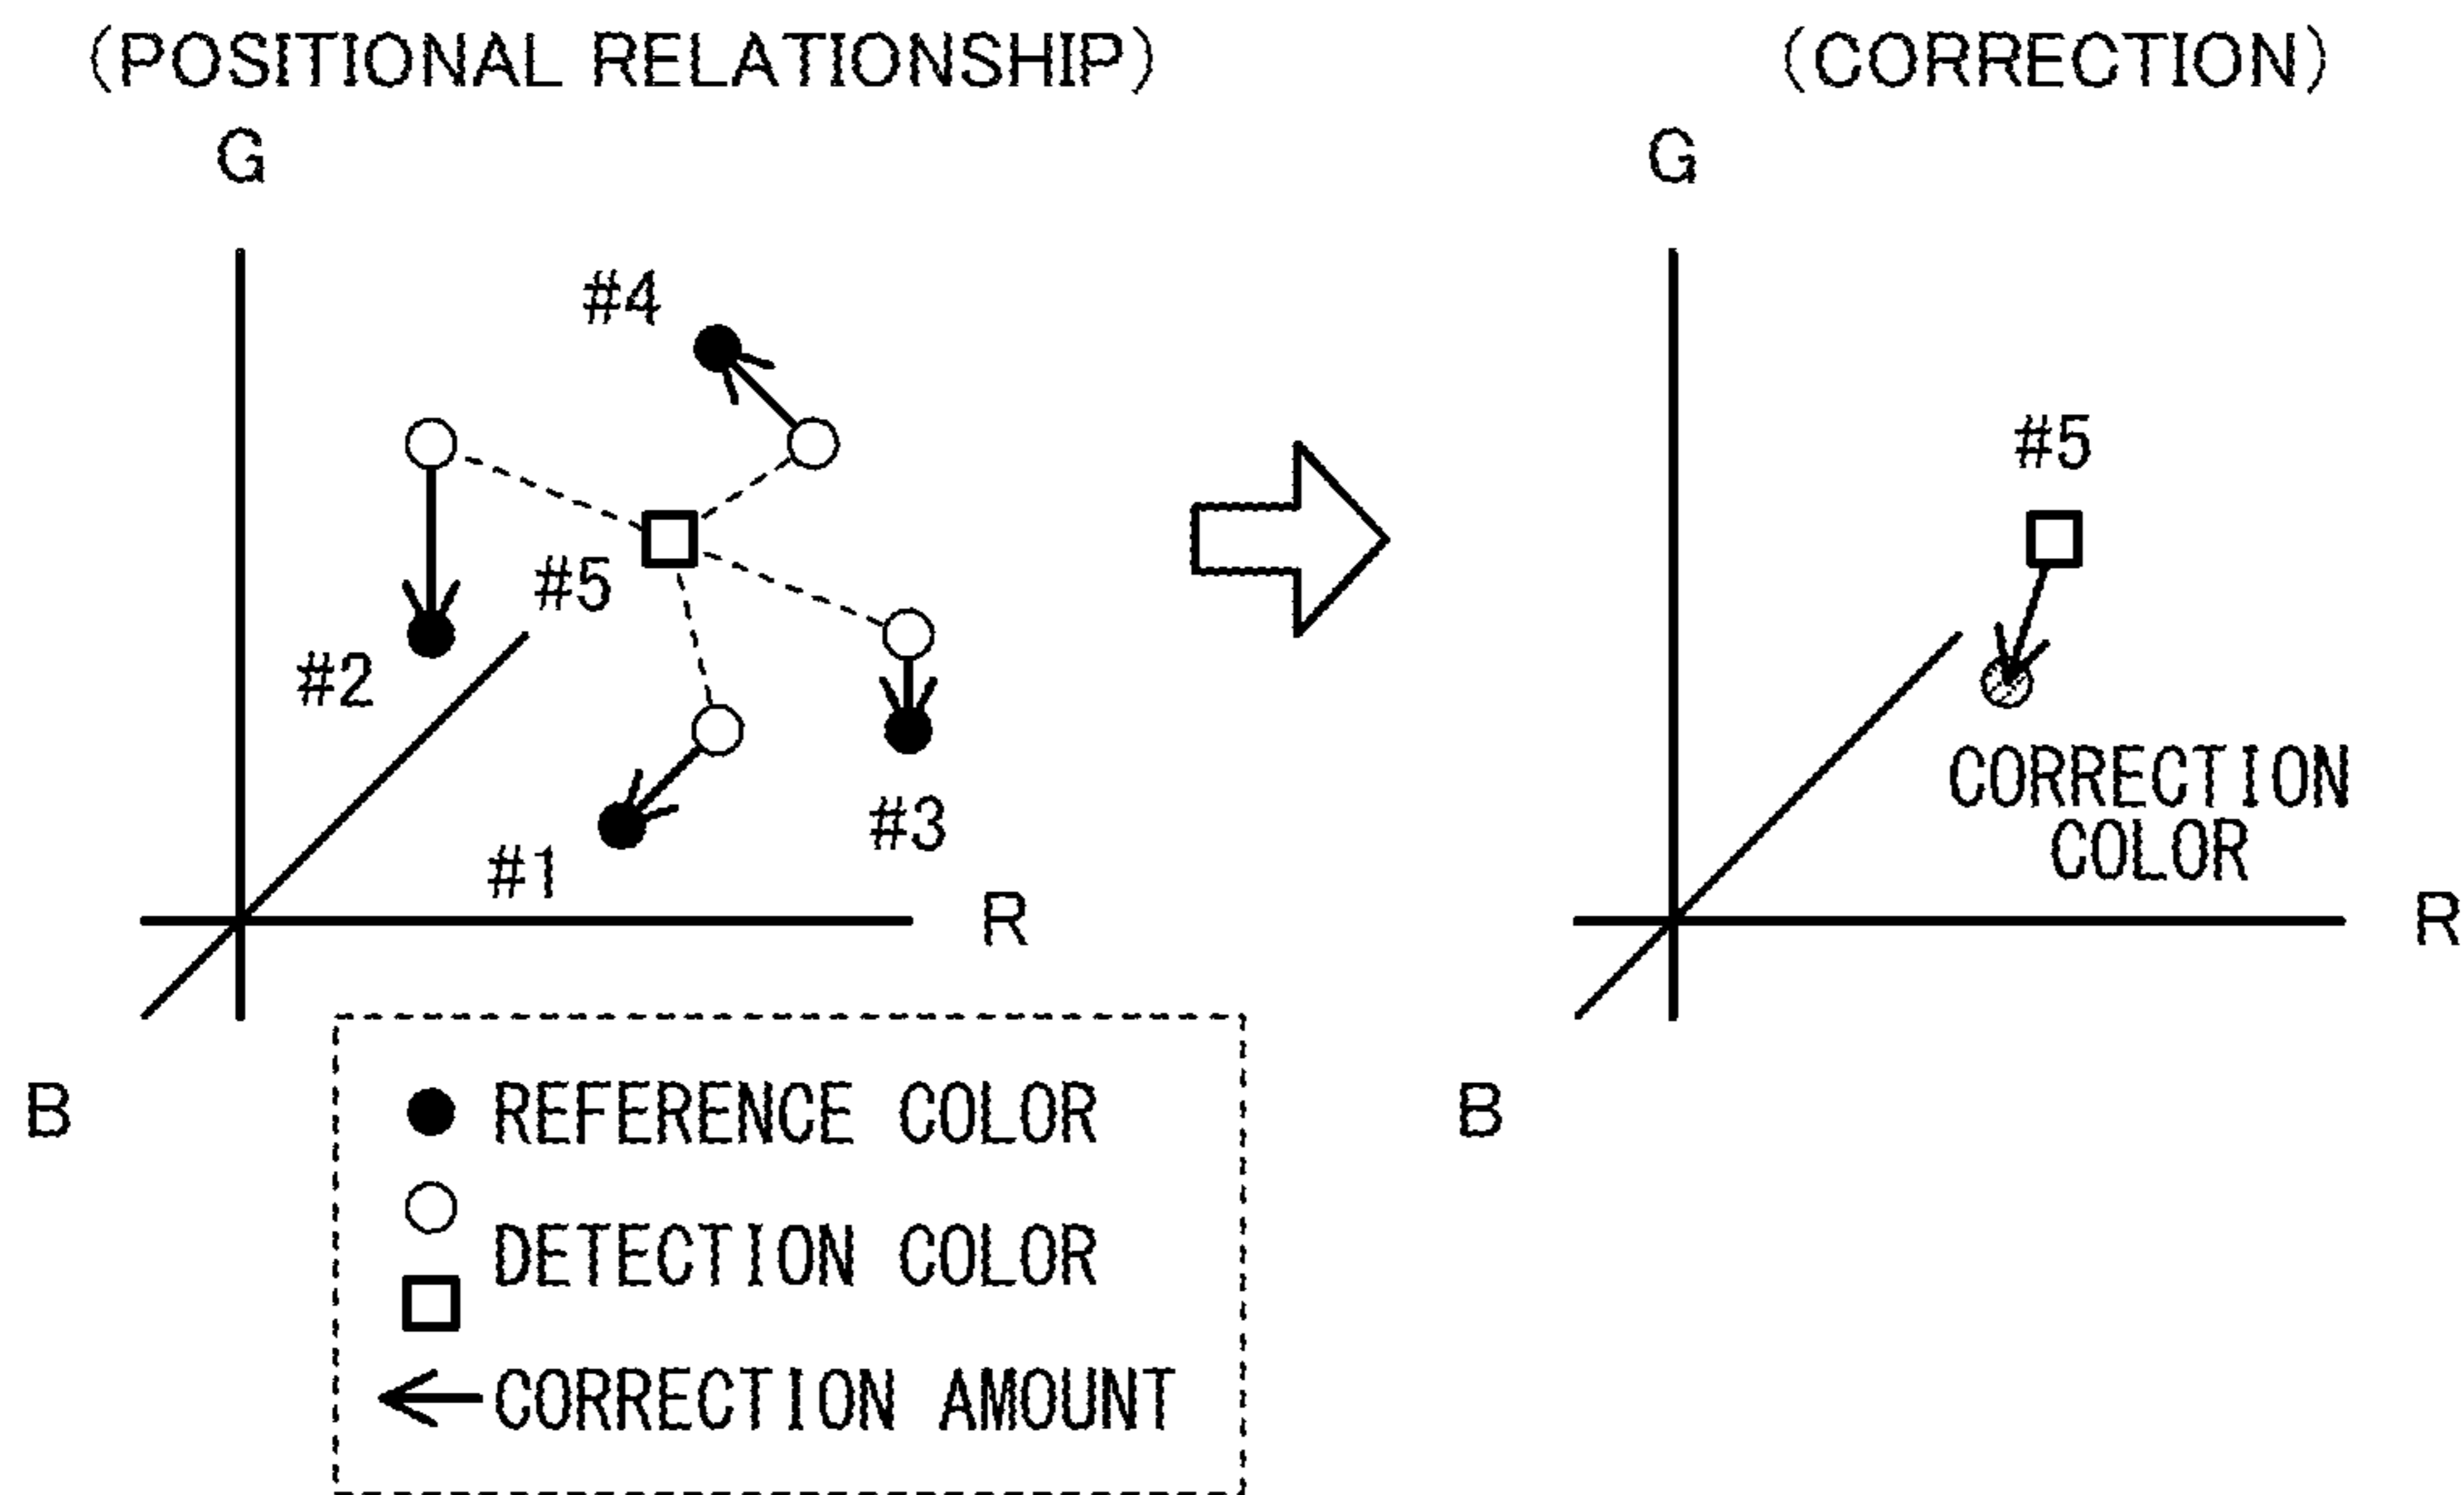 (POSITIONAL RELATIONSHIP)
G
#4
#5
#2
#3
#1
R
B
REFERENCE COLOR
DETECTION COLOR
CORRECTION AMOUNT
(CORRECTION)
G
#5
CORRECTION
COLOR
R
B